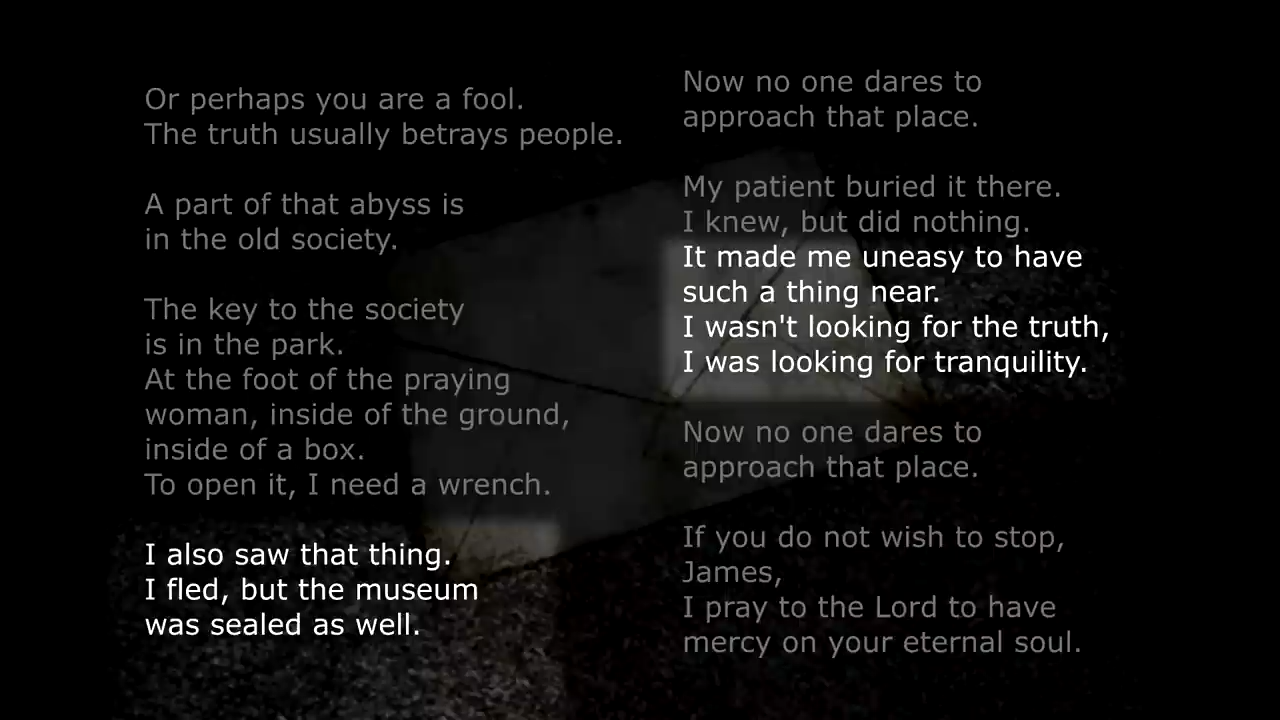 Or perhaps you are a fool.
The truth usually betrays people.
A part of that abyss is
in the old society.
The key to the society
is in the park.
At the foot of the praying
woman, inside of the ground,
inside of a box.
To open it, I need a wrench.
I also saw that thing.
I fled, but the museum
was sealed as well.
Now no one dares to
approach that place.
My patient buried it there.
I knew, but did nothing.
It made me uneasy to have
such a thing near.
I wasn't looking for the truth,
I was looking for tranquility.
Now no one dares to
approach that place.
If you do not wish to stop,
James,
I pray to the Lord to have
mercy on your eternal soul.